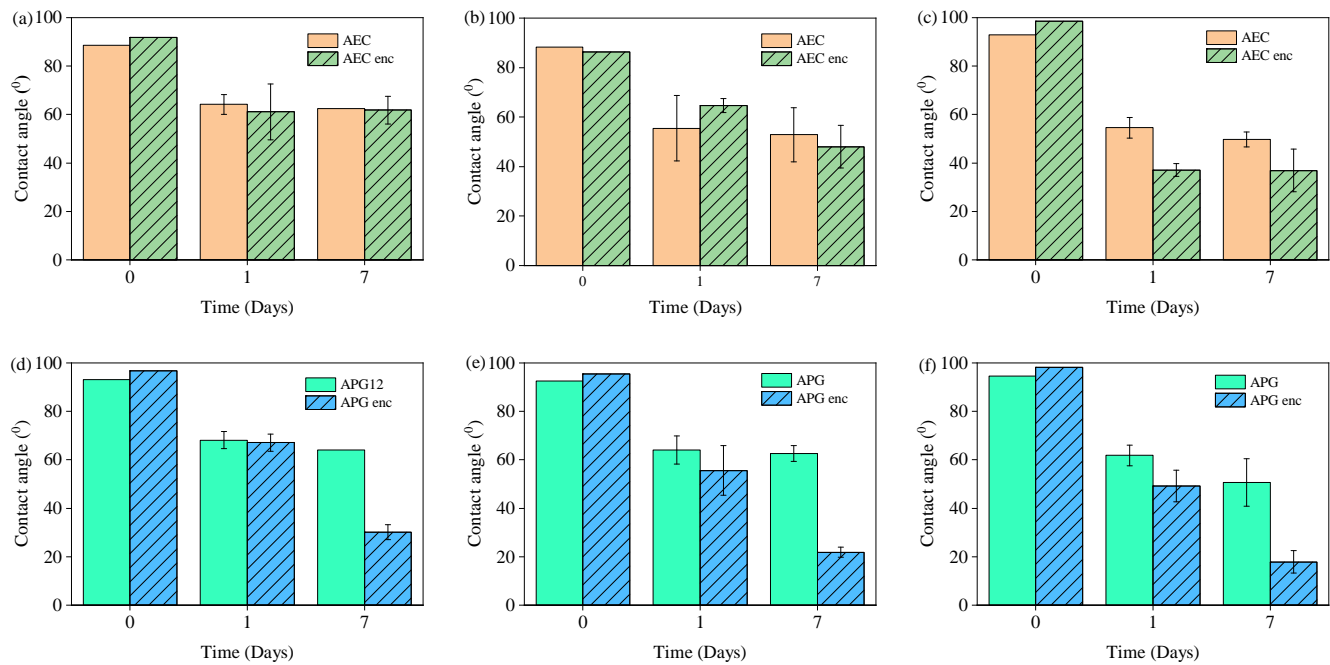 (a)
100
80
60
40
20
0
Contact angle (⁰)
AEC
AEC enc
0 1 7
Time (Days)
(b)
100
80
60
40
20
0
Contact angle (⁰)
AEC
AEC enc
0 1 7
Time (Days)
(c)
100
80
60
40
20
0
Contact angle (⁰)
AEC
AEC enc
0 1 7
Time (Days)
(d)
100
80
60
40
20
0
Contact angle (⁰)
APG12
APG enc
0 1 7
Time (Days)
(e)
100
80
60
40
20
0
Contact angle (⁰)
APG
APG enc
0 1 7
Time (Days)
(f)
100
80
60
40
20
0
Contact angle (⁰)
APG
APG enc
0 1 7
Time (Days)